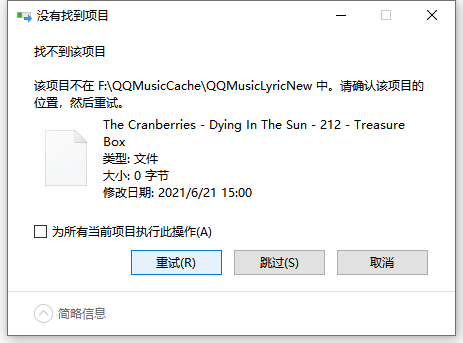 没有找到项目
找不到该项目
该项目不在 F:\QQMusicCache\QQMusicLyricNew 中。请确认该项目的
位置，然后重试。
The Cranberries - Dying In The Sun - 212 - Treasure
Box
类型: 文件
大小: 0 字节
修改日期: 2021/6/21 15:00
为所有当前项目执行此操作(A)
重试(R) 跳过(S) 取消
简略信息